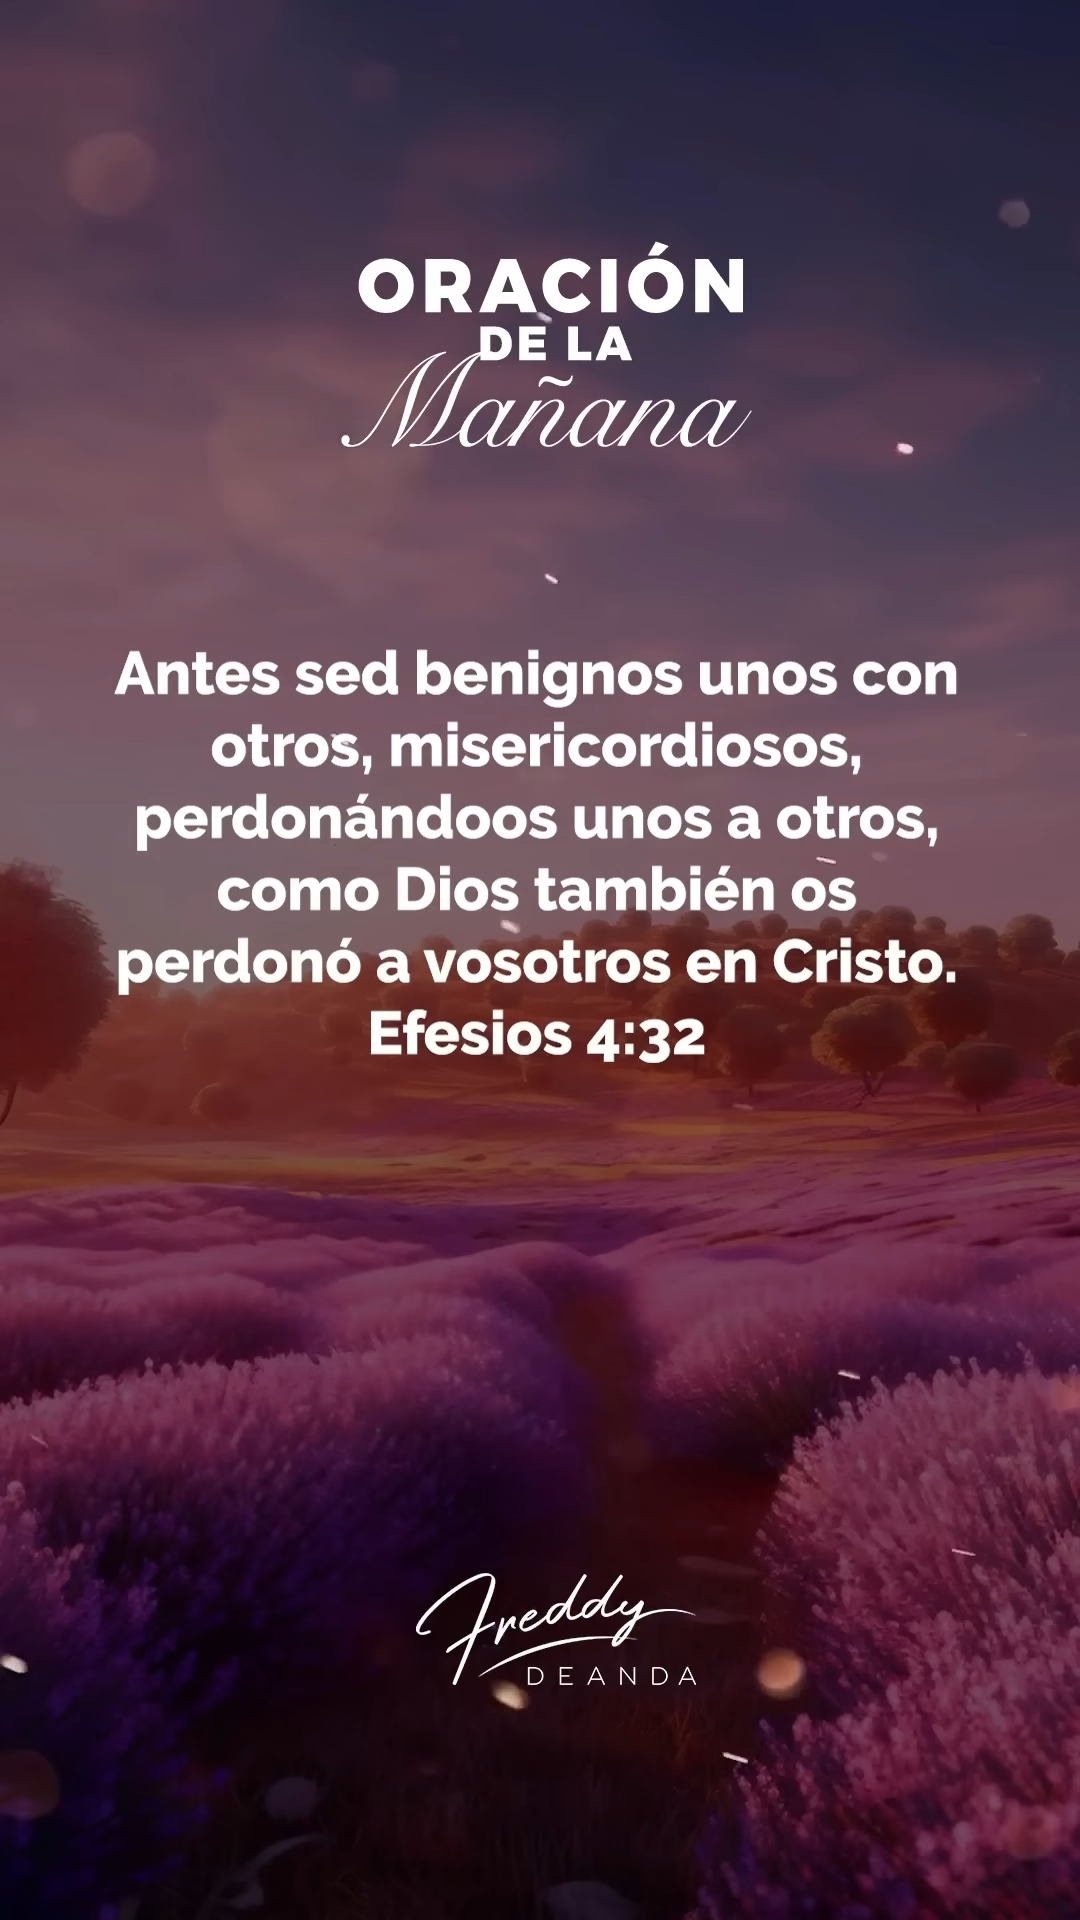 ORACIÓN
DE LA
Mañana
Antes sed benignos unos con
otros, misericordiosos,
perdonándoos unos a otros,
como Dios también os
perdonó a vosotros en Cristo.
Efesios 4:32
Freddy
DEANDA